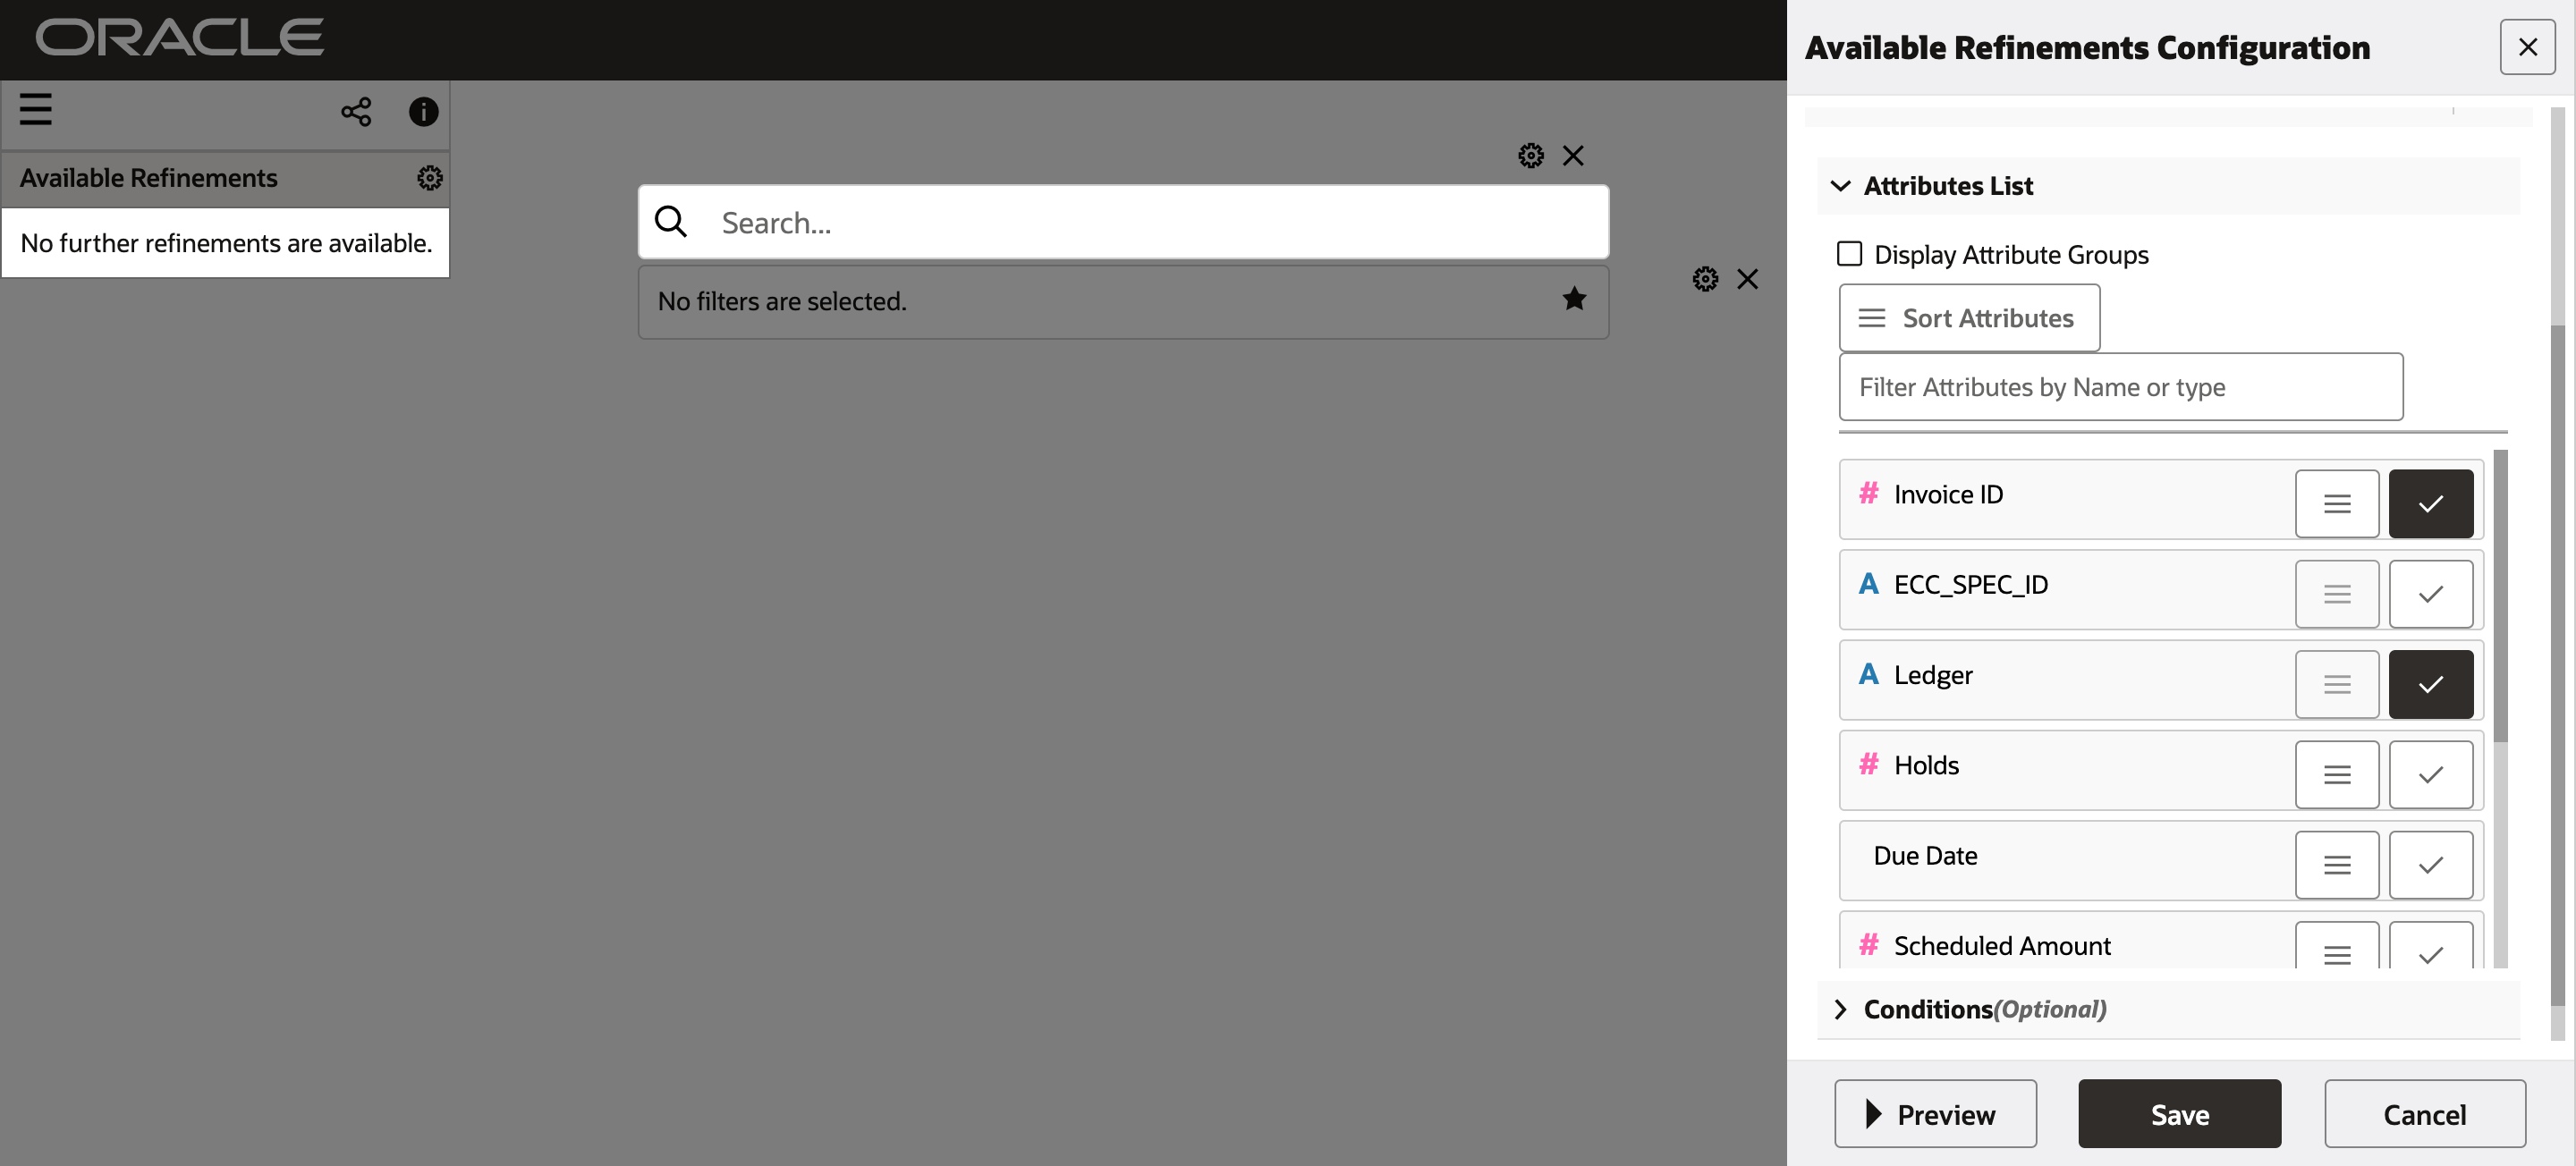 ORACLE
Available Refinements
No further refinements are available.
Search...
No filters are selected.
Available Refinements Configuration
Attributes List
Display Attribute Groups
Sort Attributes
Filter Attributes by Name or type
# Invoice ID
A ECC_SPEC_ID
A Ledger
# Holds
Due Date
# Scheduled Amount
Conditions(Optional)
Preview
Save
Cancel